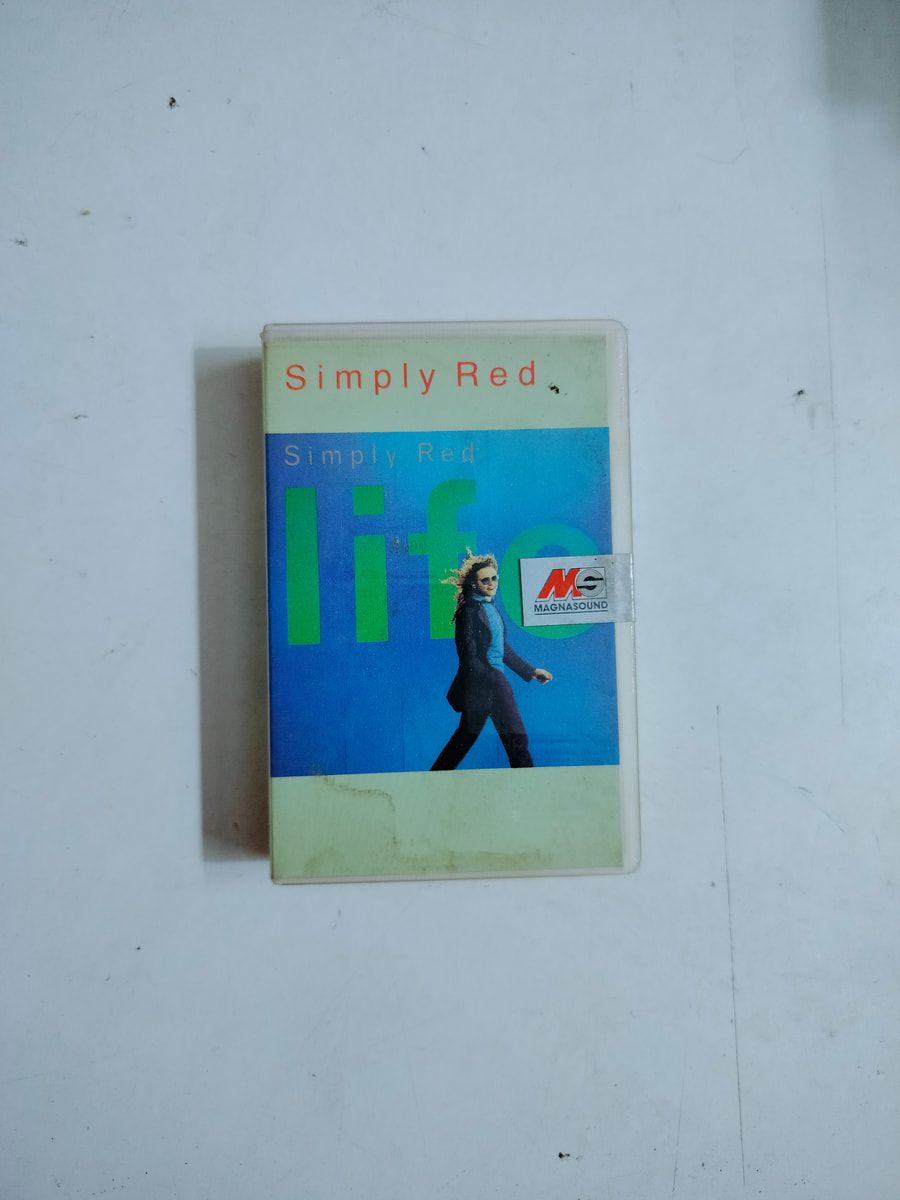 Simply Red
Simply Red
life
MS
MAGNASOUND